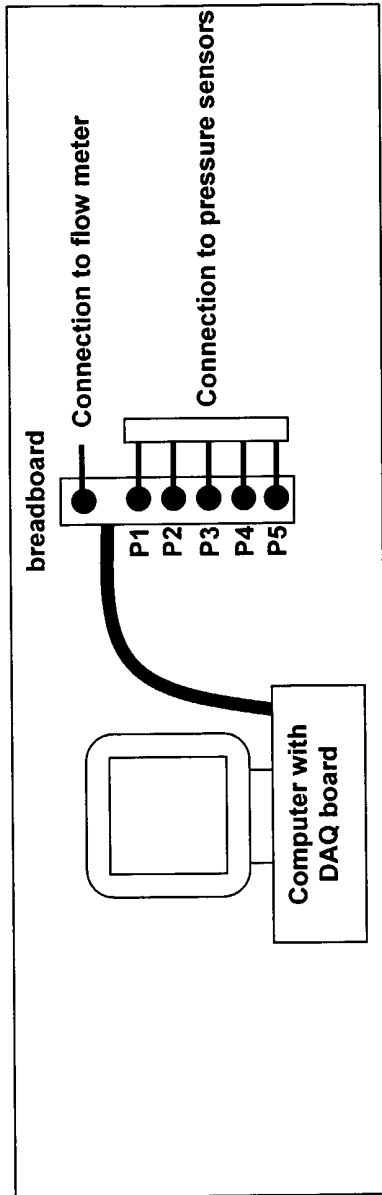 breadboard
Connection to flow meter
P1
P2
P3
P4
P5
Connection to pressure sensors
Computer with
DAQ board